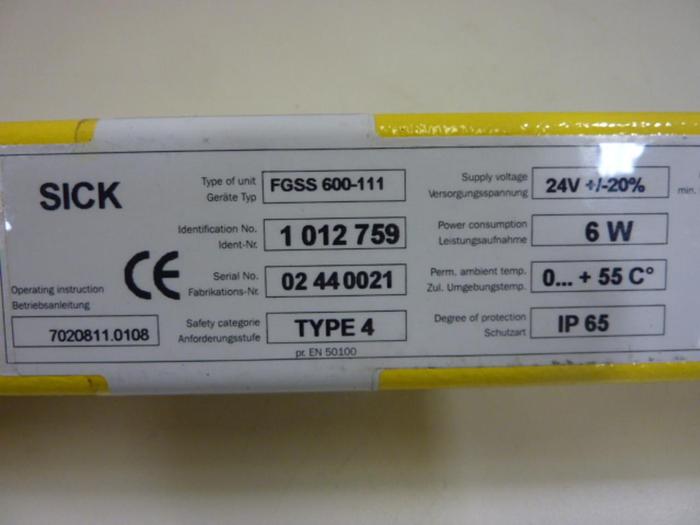 SICK
CE
Operating instruction
Betriebsanleitung
7020811.0108
Type of unit
Geräte Typ
FGSS 600-111
Identification No.
Ident-Nr.
1 012 759
Serial No.
Fabrikations-Nr.
02 44 0021
Safety categorie
Anforderungsstufe
TYPE 4
pr. EN 50100
Supply voltage
Versorgungsspannung
24V +/-20%
Power consumption
Leistungsaufnahme
6 W
Perm. ambient temp.
Zul. Umgebungstemp.
0... + 55 C°
Degree of protection
Schutzart
IP 65
min.